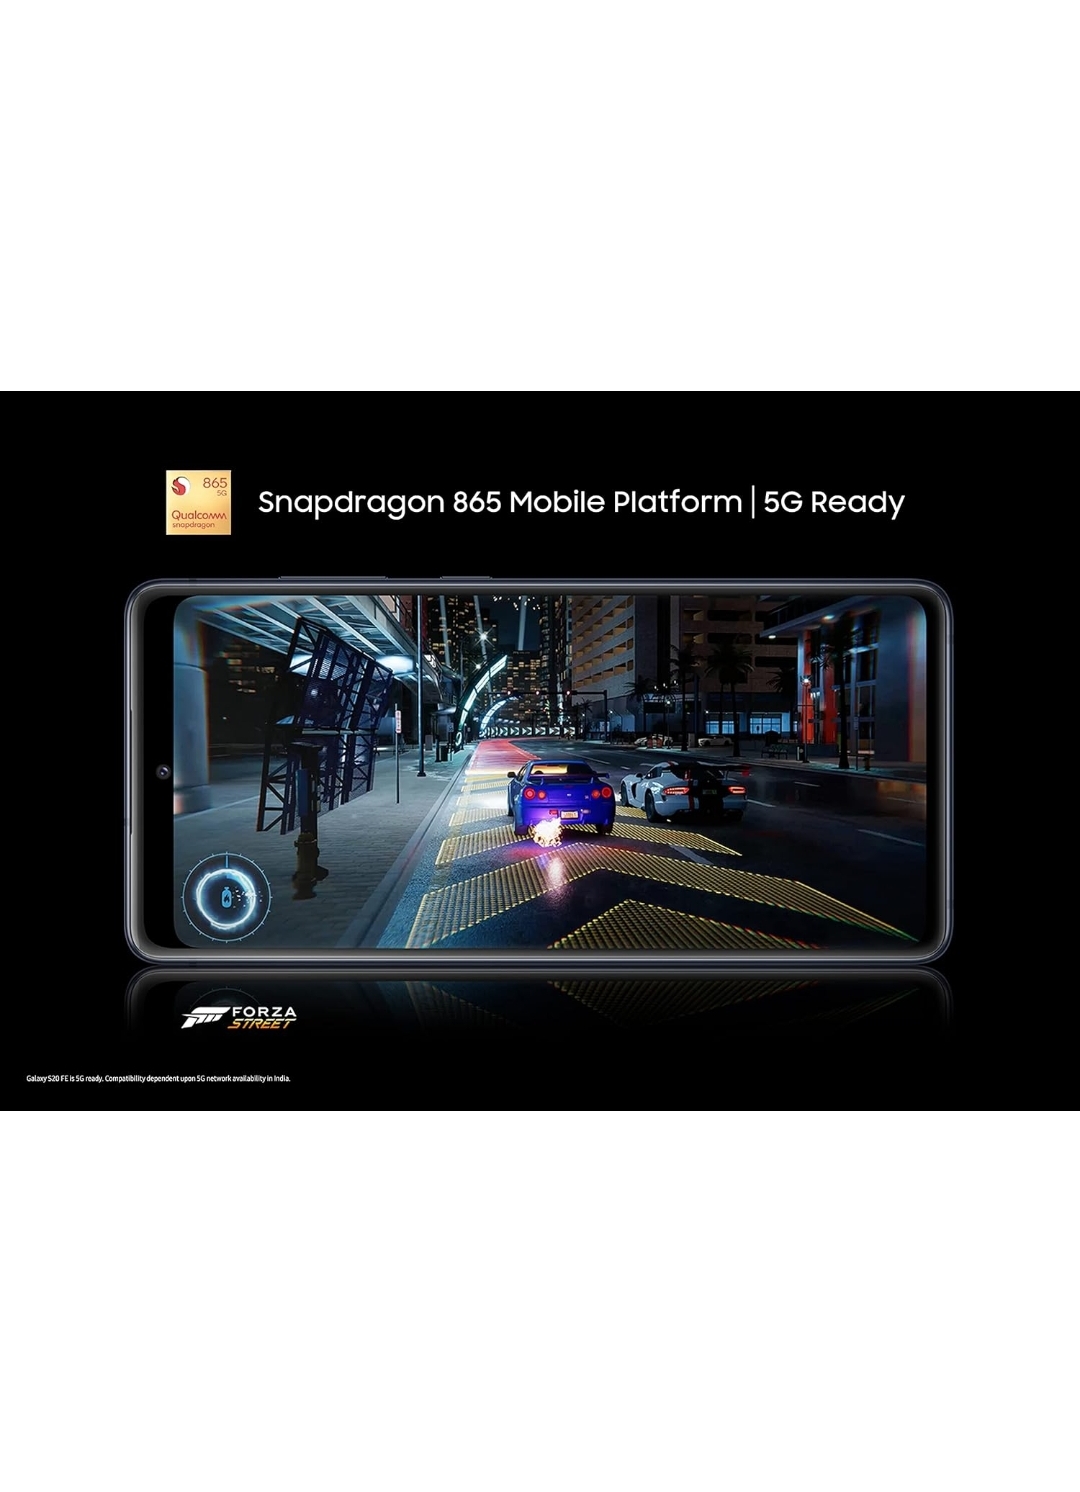 865
5G
Qualcomm
snapdragon
Snapdragon 865 Mobile Platform | 5G Ready
FORZA
STREET
Galaxy S20 FE is 5G ready. Compatibility dependent upon 5G network availability in India.